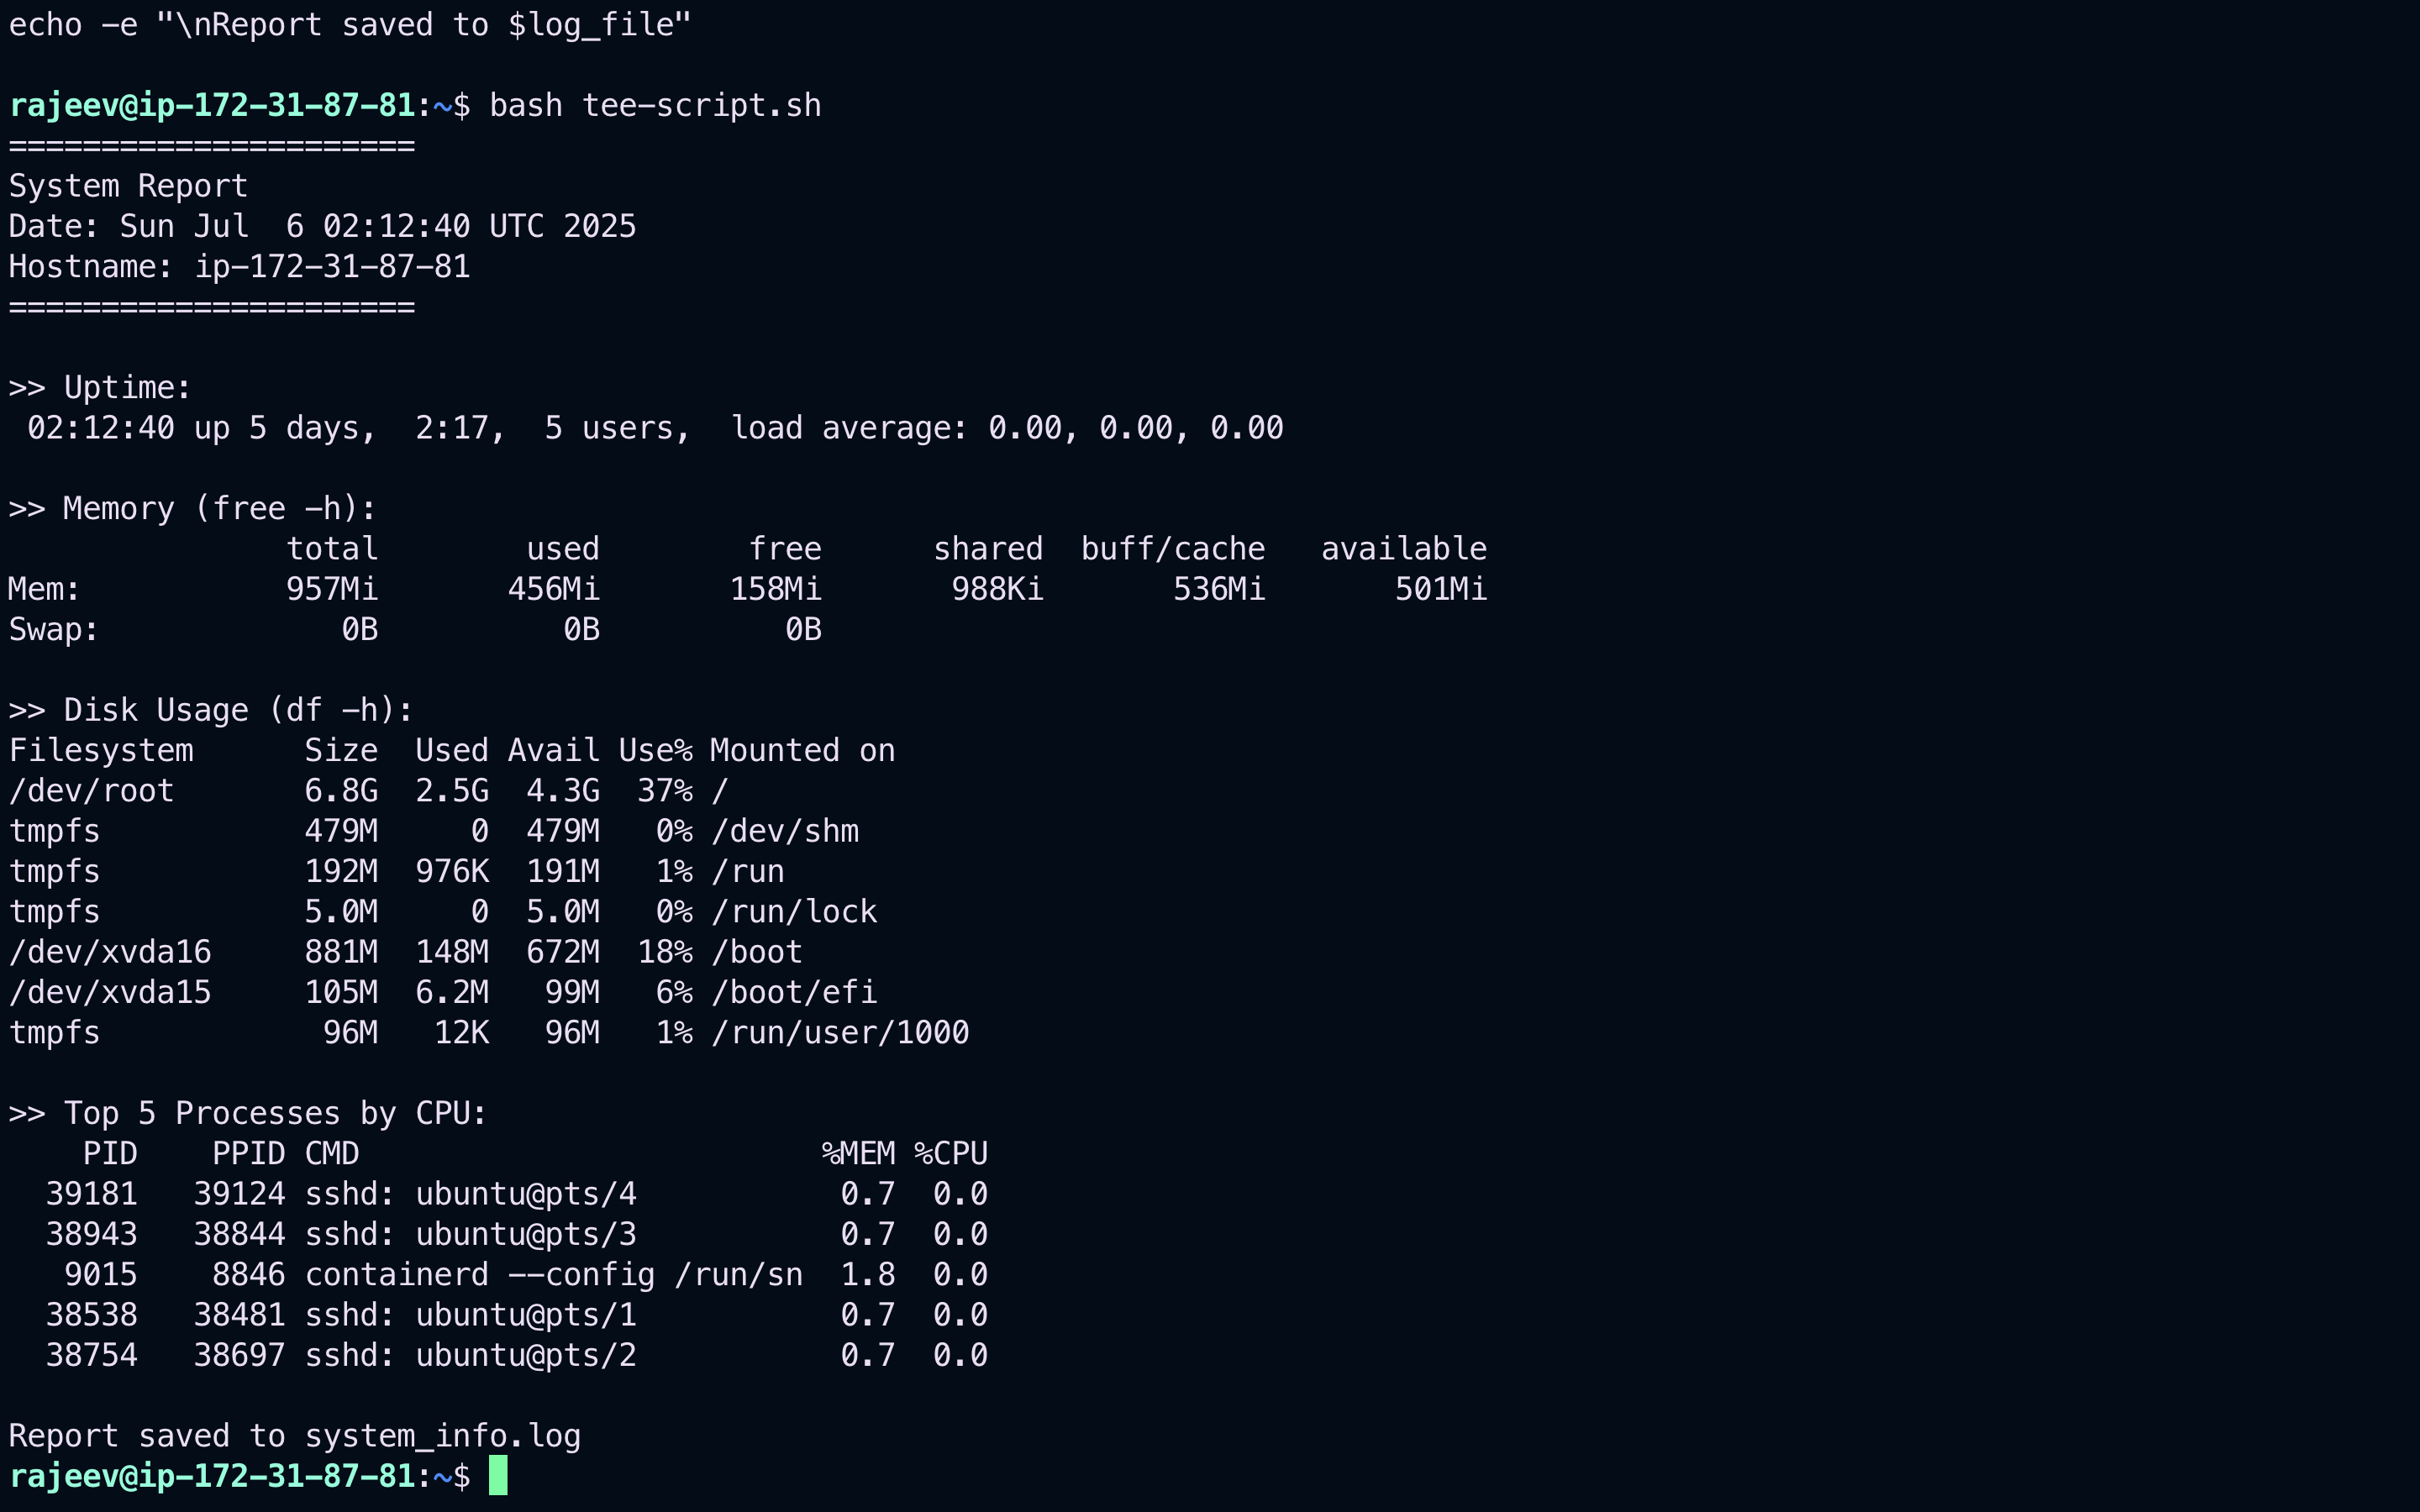 echo -e "\nReport saved to $log_file"
rajeev@ip-172-31-87-81:~$ bash tee-script.sh
======================
System Report
Date: Sun Jul  6 02:12:40 UTC 2025
Hostname: ip-172-31-87-81
======================
>> Uptime:
 02:12:40 up 5 days,  2:17,  5 users,  load average: 0.00, 0.00, 0.00
>> Memory (free -h):
               total        used        free      shared  buff/cache   available
Mem:           957Mi       456Mi       158Mi       988Ki       536Mi       501Mi
Swap:             0B          0B          0B
>> Disk Usage (df -h):
Filesystem      Size  Used Avail Use% Mounted on
/dev/root       6.8G  2.5G  4.3G  37% /
tmpfs           479M     0  479M   0% /dev/shm
tmpfs           192M  976K  191M   1% /run
tmpfs           5.0M     0  5.0M   0% /run/lock
/dev/xvda16     881M  148M  672M  18% /boot
/dev/xvda15     105M  6.2M   99M   6% /boot/efi
tmpfs            96M   12K   96M   1% /run/user/1000
>> Top 5 Processes by CPU:
    PID    PPID CMD                         %MEM %CPU
  39181   39124 sshd: ubuntu@pts/4           0.7  0.0
  38943   38844 sshd: ubuntu@pts/3           0.7  0.0
   9015    8846 containerd --config /run/sn  1.8  0.0
  38538   38481 sshd: ubuntu@pts/1           0.7  0.0
  38754   38697 sshd: ubuntu@pts/2           0.7  0.0
Report saved to system_info.log
rajeev@ip-172-31-87-81:~$